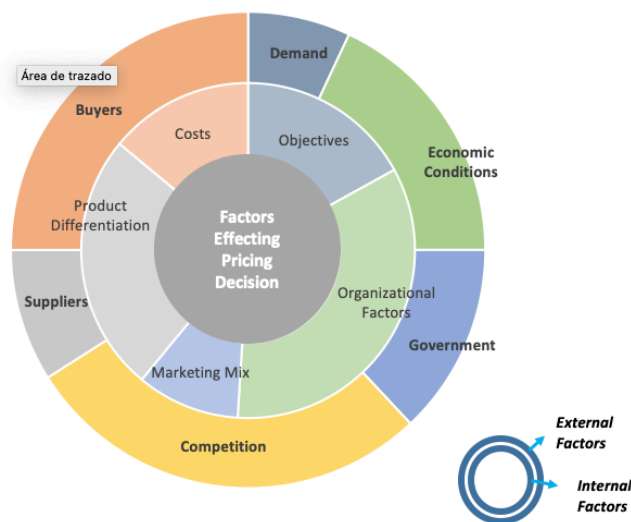 Demand
Área de trazado
Buyers
Costs
Objectives
Economic
Conditions
Product
Differentiation
Factors
Effecting
Pricing
Decision
Suppliers
Organizational
Factors
Government
Marketing Mix
Competition
External
Factors
Internal
Factors